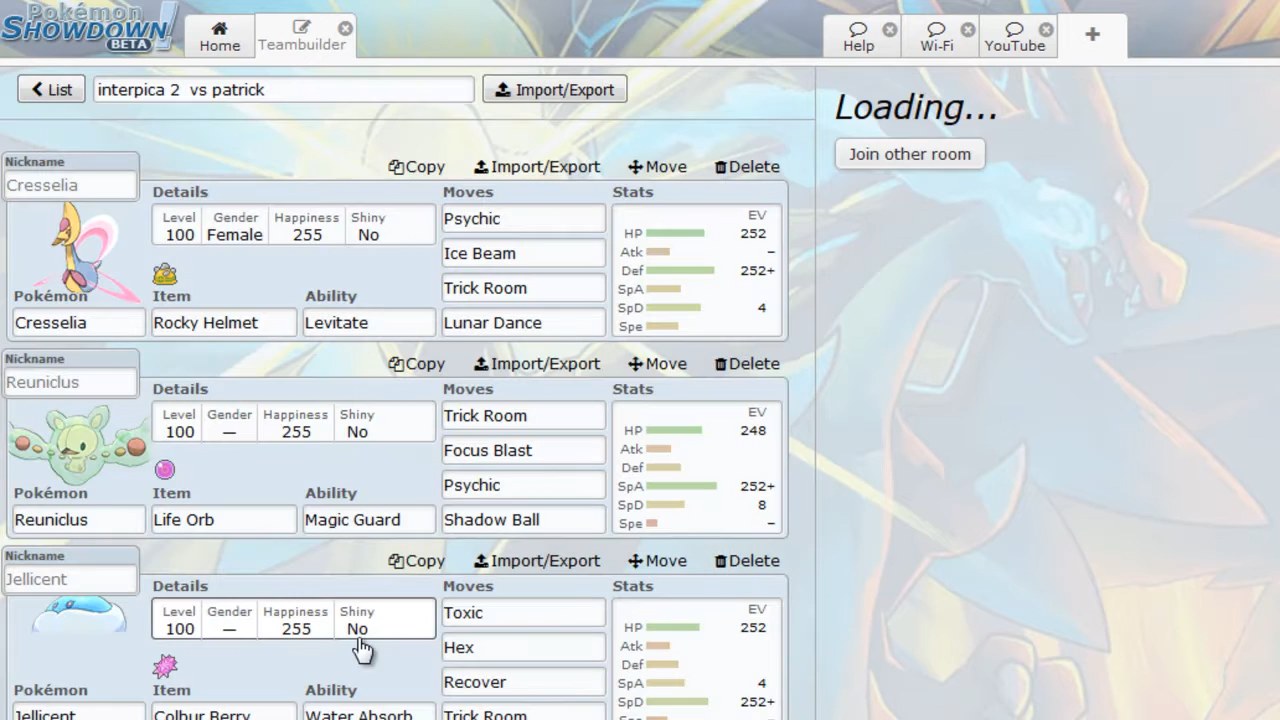 Pokémon
SHOWDOWN!
BETA
Home
Teambuilder
Help
Wi-Fi
YouTube
+
List
interpica 2 vs patrick
Import/Export
Loading...
Join other room
Nickname
Cresselia
Copy Import/Export Move Delete
Details Moves Stats
Level Gender Happiness Shiny
100 Female 255 No
Psychic
Ice Beam
Trick Room
Lunar Dance
EV
HP 252
Atk –
Def 252+
SpA
SpD 4
Spe
Pokémon Item Ability
Cresselia Rocky Helmet Levitate
Nickname
Reuniclus
Copy Import/Export Move Delete
Details Moves Stats
Level Gender Happiness Shiny
100 — 255 No
Trick Room
Focus Blast
Psychic
Shadow Ball
EV
HP 248
Atk
Def
SpA 252+
SpD 8
Spe –
Pokémon Item Ability
Reuniclus Life Orb Magic Guard
Nickname
Jellicent
Copy Import/Export Move Delete
Details Moves Stats
Level Gender Happiness Shiny
100 — 255 No
Toxic
Hex
Recover
Trick Room
EV
HP 252
Atk
Def
SpA 4
SpD 252+
Spe
Pokémon Item Ability
Jellicent Colbur Berry Water Absorb